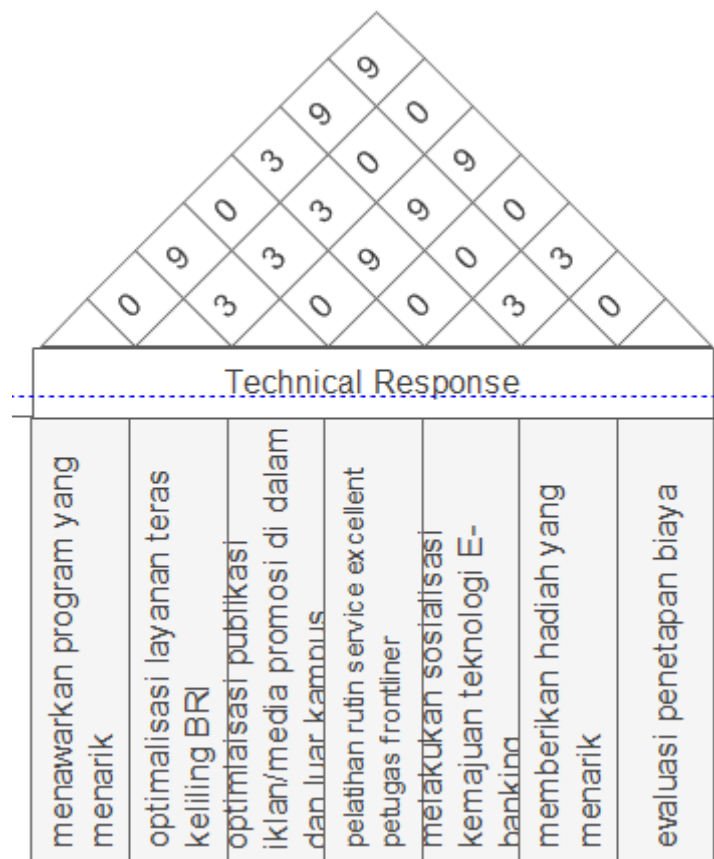 9
9 0
3 0 9
0 3 9 0
9 3 9 0 3
0 3 0 0 3 0
Technical Response
menawarkan program yang
menarik
optimalisasi layanan teras
keliling BRI
optimlaisasi publikasi
iklan/media promosi di dalam
dan luar kampus
pelatihan rutin service excellent
petugas frontliner
melakukan sosialisasi
kemajuan teknologi E-
banking
memberikan hadiah yang
menarik
evaluasi penetapan biaya